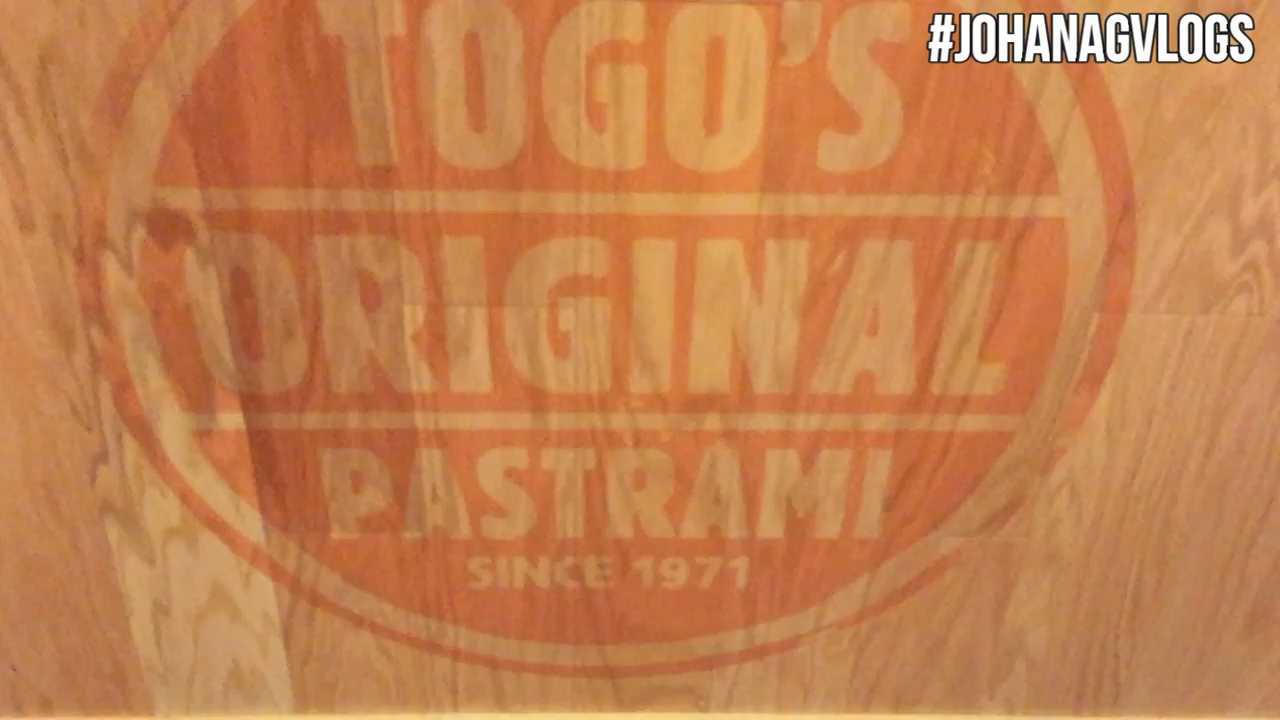 #JOHANAGVLOGS
TOGO'S
ORIGINAL
PASTRAMI
SINCE 1971